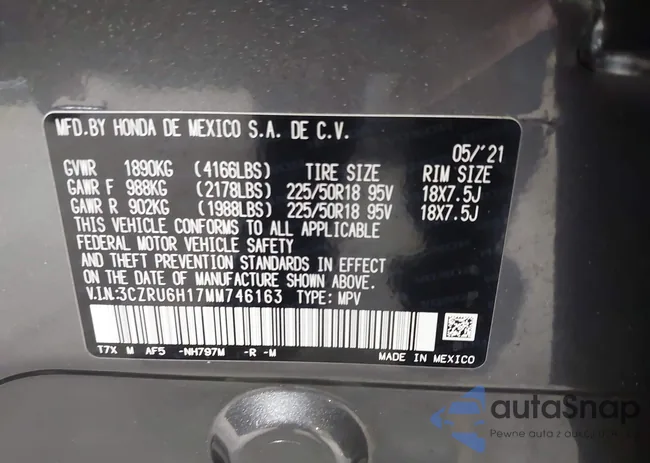 MFD.BY HONDA DE MEXICO S.A. DE C.V.
05/'21
GVWR 1890KG (4166LBS) TIRE SIZE RIM SIZE
GAWR F 988KG (2178LBS) 225/50R18 95V 18X7.5J
GAWR R 902KG (1988LBS) 225/50R18 95V 18X7.5J
THIS VEHICLE CONFORMS TO ALL APPLICABLE
FEDERAL MOTOR VEHICLE SAFETY
AND THEFT PREVENTION STANDARDS IN EFFECT
ON THE DATE OF MANUFACTURE SHOWN ABOVE.
V.I.N:3CZRU6H17MM746163 TYPE: MPV
T7X M AF5 -NH797M -R -M
MADE IN MEXICO
autaSnap
Pewne auta z